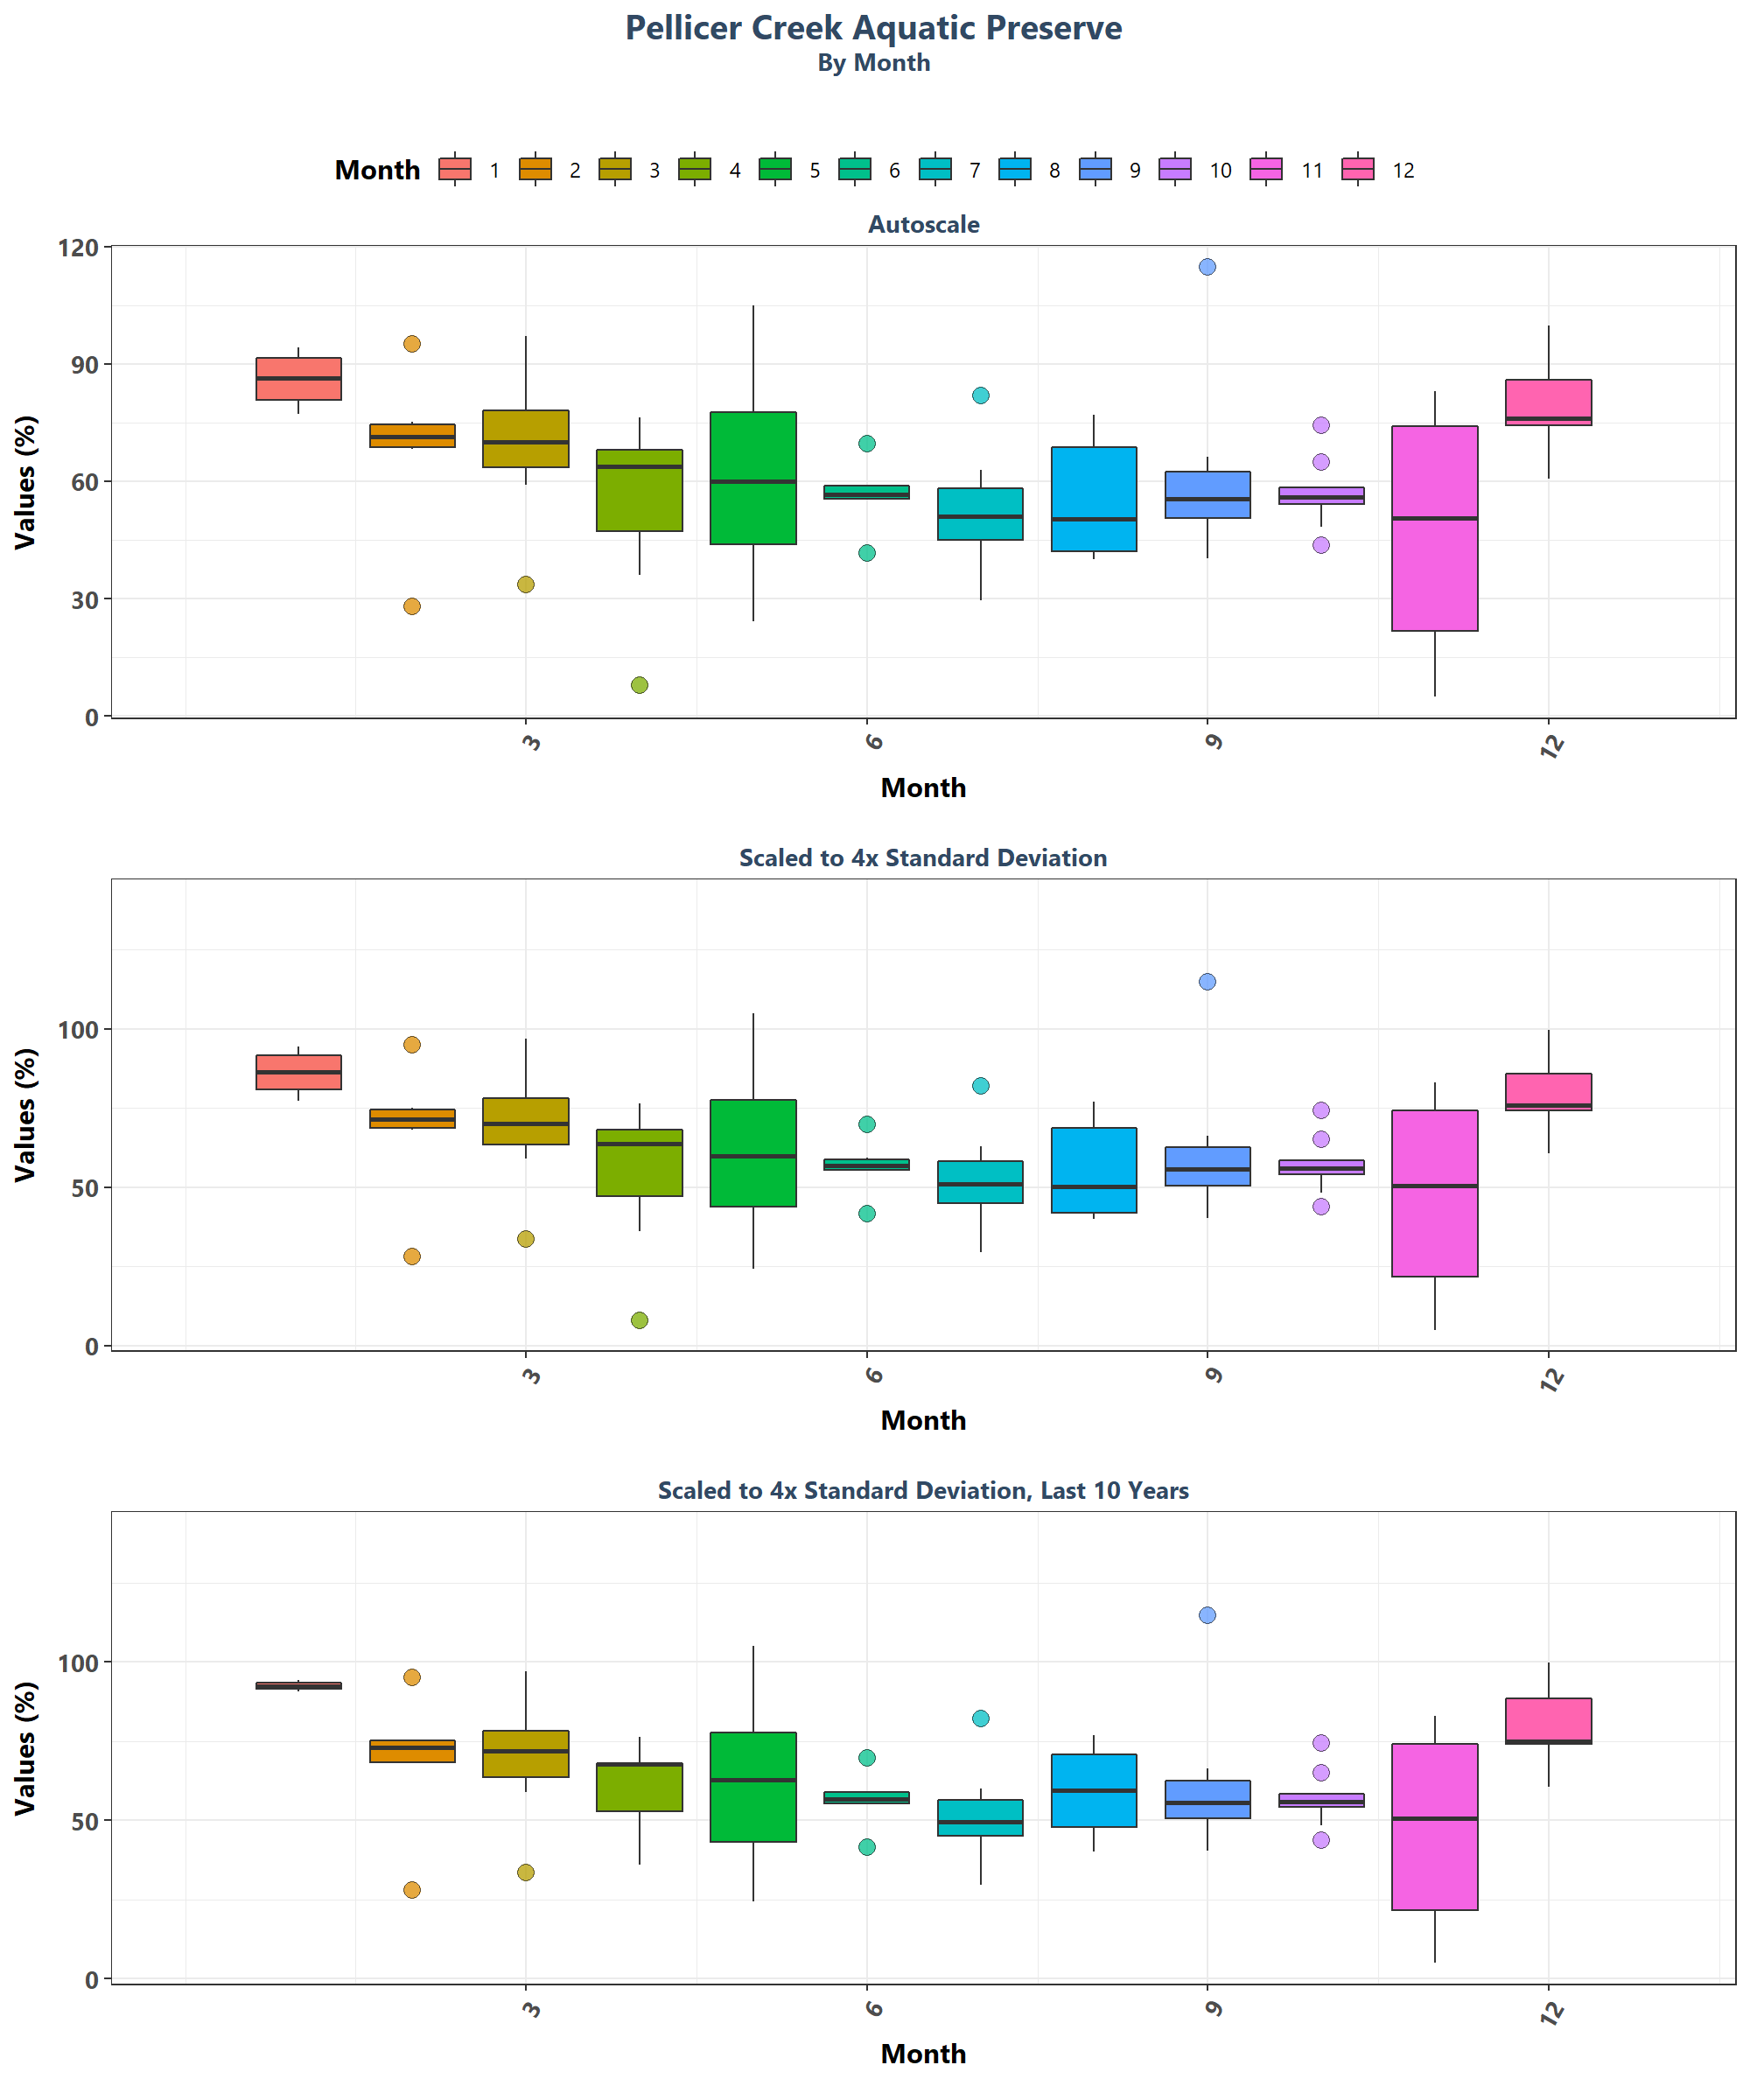 Pellicer Creek Aquatic Preserve
By Month
Month 1 2 3 4 5 6 7 8 9 10 11 12
Autoscale
Values (%)
120
90
60
30
0
3 6 9 12
Month
Scaled to 4x Standard Deviation
Values (%)
100
50
0
3 6 9 12
Month
Scaled to 4x Standard Deviation, Last 10 Years
Values (%)
100
50
0
3 6 9 12
Month